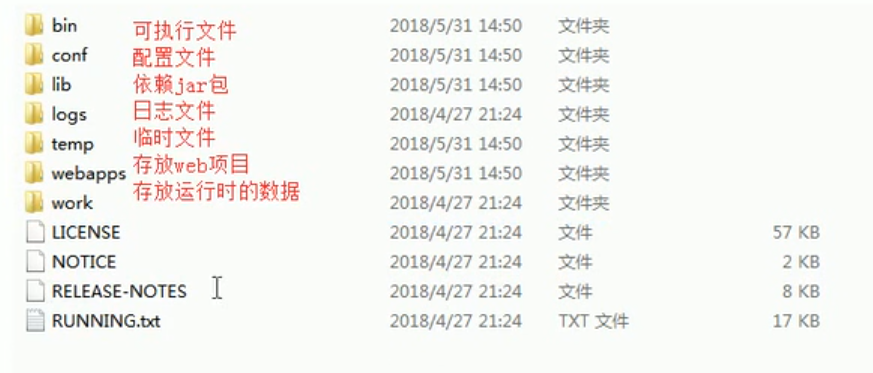 bin 可执行文件 2018/5/31 14:50 文件夹
conf 配置文件 2018/5/31 14:50 文件夹
lib 依赖jar包 2018/5/31 14:50 文件夹
logs 日志文件 2018/4/27 21:24 文件夹
temp 临时文件 2018/5/31 14:50 文件夹
webapps 存放web项目 2018/5/31 14:50 文件夹
work 存放运行时的数据 2018/4/27 21:24 文件夹
LICENSE 2018/4/27 21:24 文件 57 KB
NOTICE 2018/4/27 21:24 文件 2 KB
RELEASE-NOTES 2018/4/27 21:24 文件 8 KB
RUNNING.txt 2018/4/27 21:24 TXT 文件 17 KB